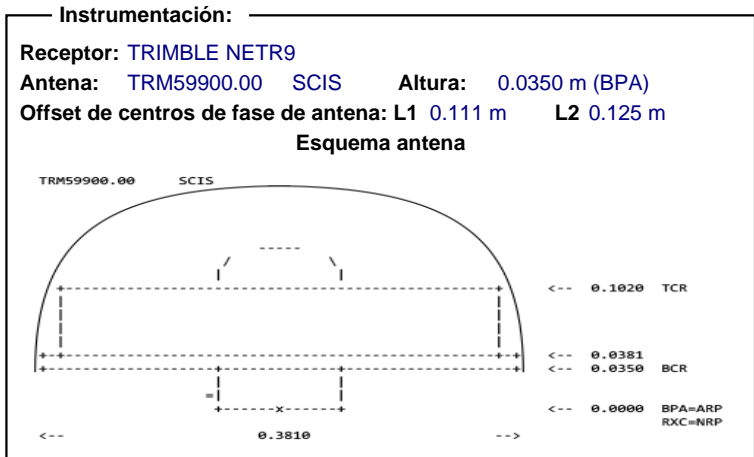 Instrumentación:
Receptor: TRIMBLE NETR9
Antena: TRM59900.00 SCIS Altura: 0.0350 m (BPA)
Offset de centros de fase de antena: L1 0.111 m L2 0.125 m
Esquema antena
TRM59900.00 SCIS
<-- 0.1020 TCR
<-- 0.0381
<-- 0.0350 BCR
<-- 0.0000 BPA=ARP
RXC=NRP
<-- 0.3810 -->